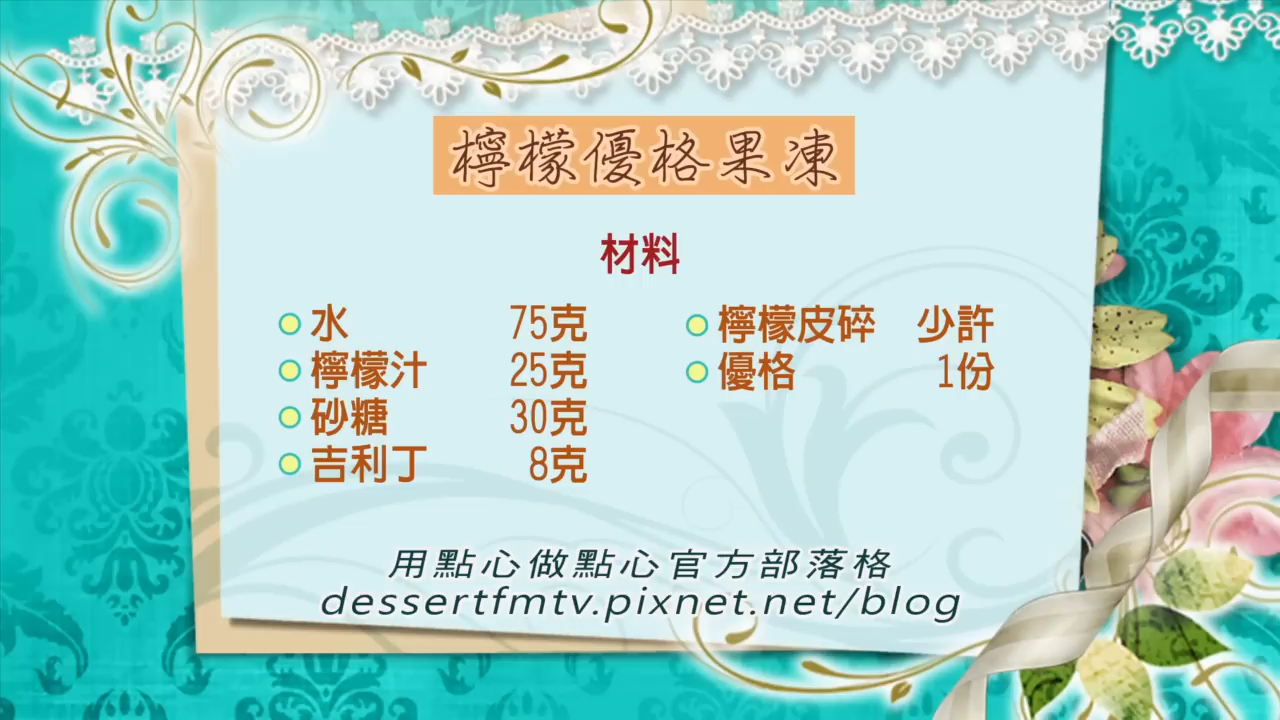 檸檬優格果凍
材料
水 75克
檸檬汁 25克
砂糖 30克
吉利丁 8克
檸檬皮碎 少許
優格 1份
用點心做點心官方部落格
dessertfmtv.pixnet.net/blog